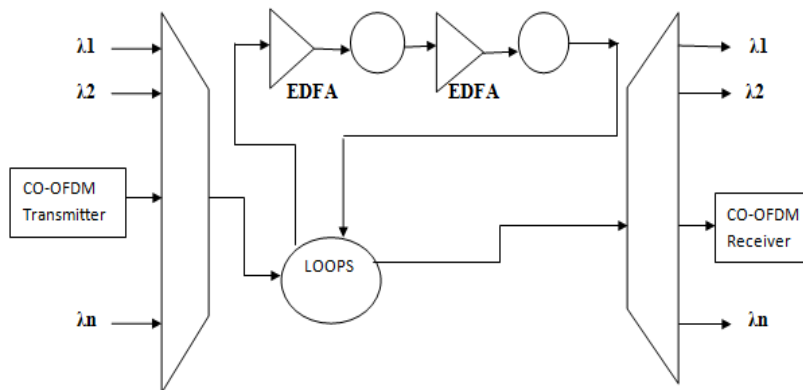 λ1
λ2
CO-OFDM
Transmitter
λn
EDFA
EDFA
LOOPS
λ1
λ2
CO-OFDM
Receiver
λn